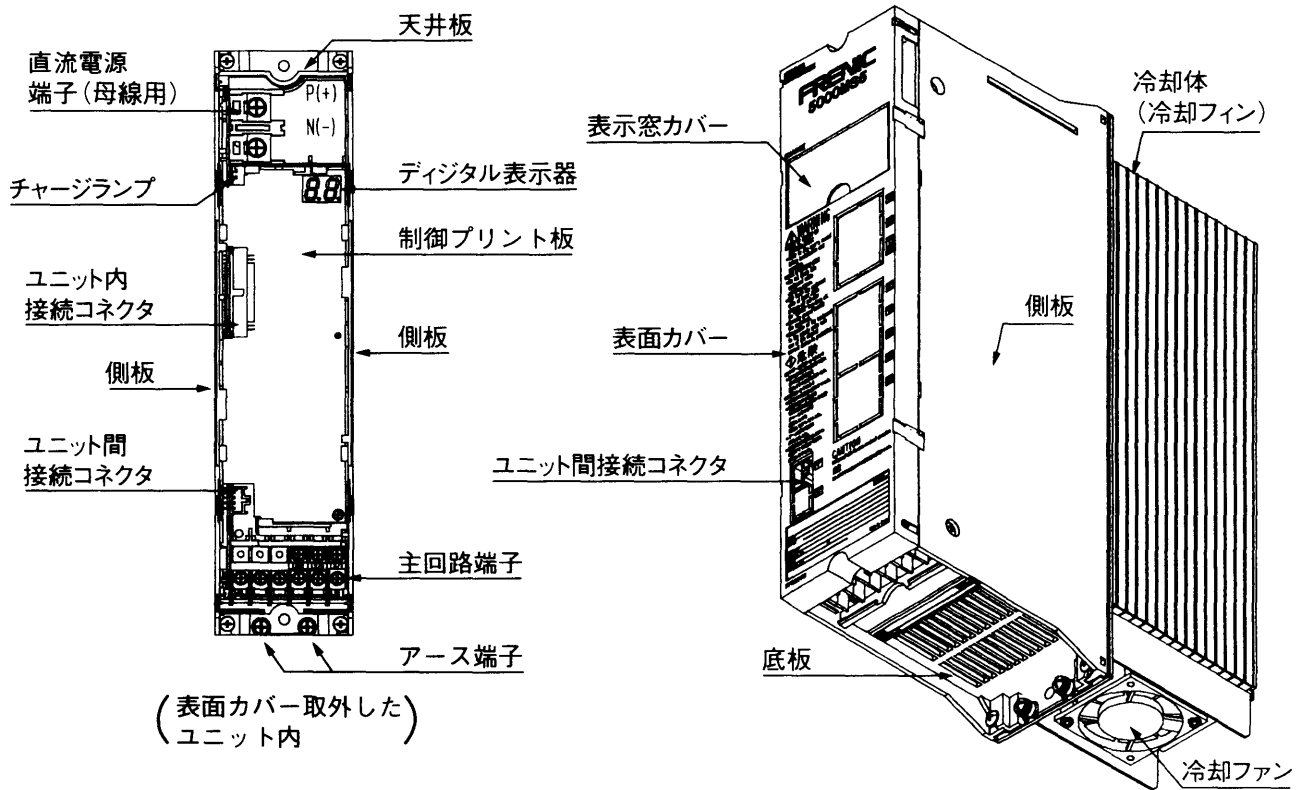 天井板
直流電源
端子(母線用)
P(+)
N(-)
チャージランプ
8.8
ディジタル表示器
制御プリント板
ユニット内
接続コネクタ
側板
側板
ユニット間
接続コネクタ
主回路端子
アース端子
(表面カバー取外した
ユニット内)
FRENIC
5000MS5
冷却体
(冷却フィン)
表示窓カバー
WARNING
側板
表面カバー
危険
CAUTION
ユニット間接続コネクタ
底板
冷却ファン